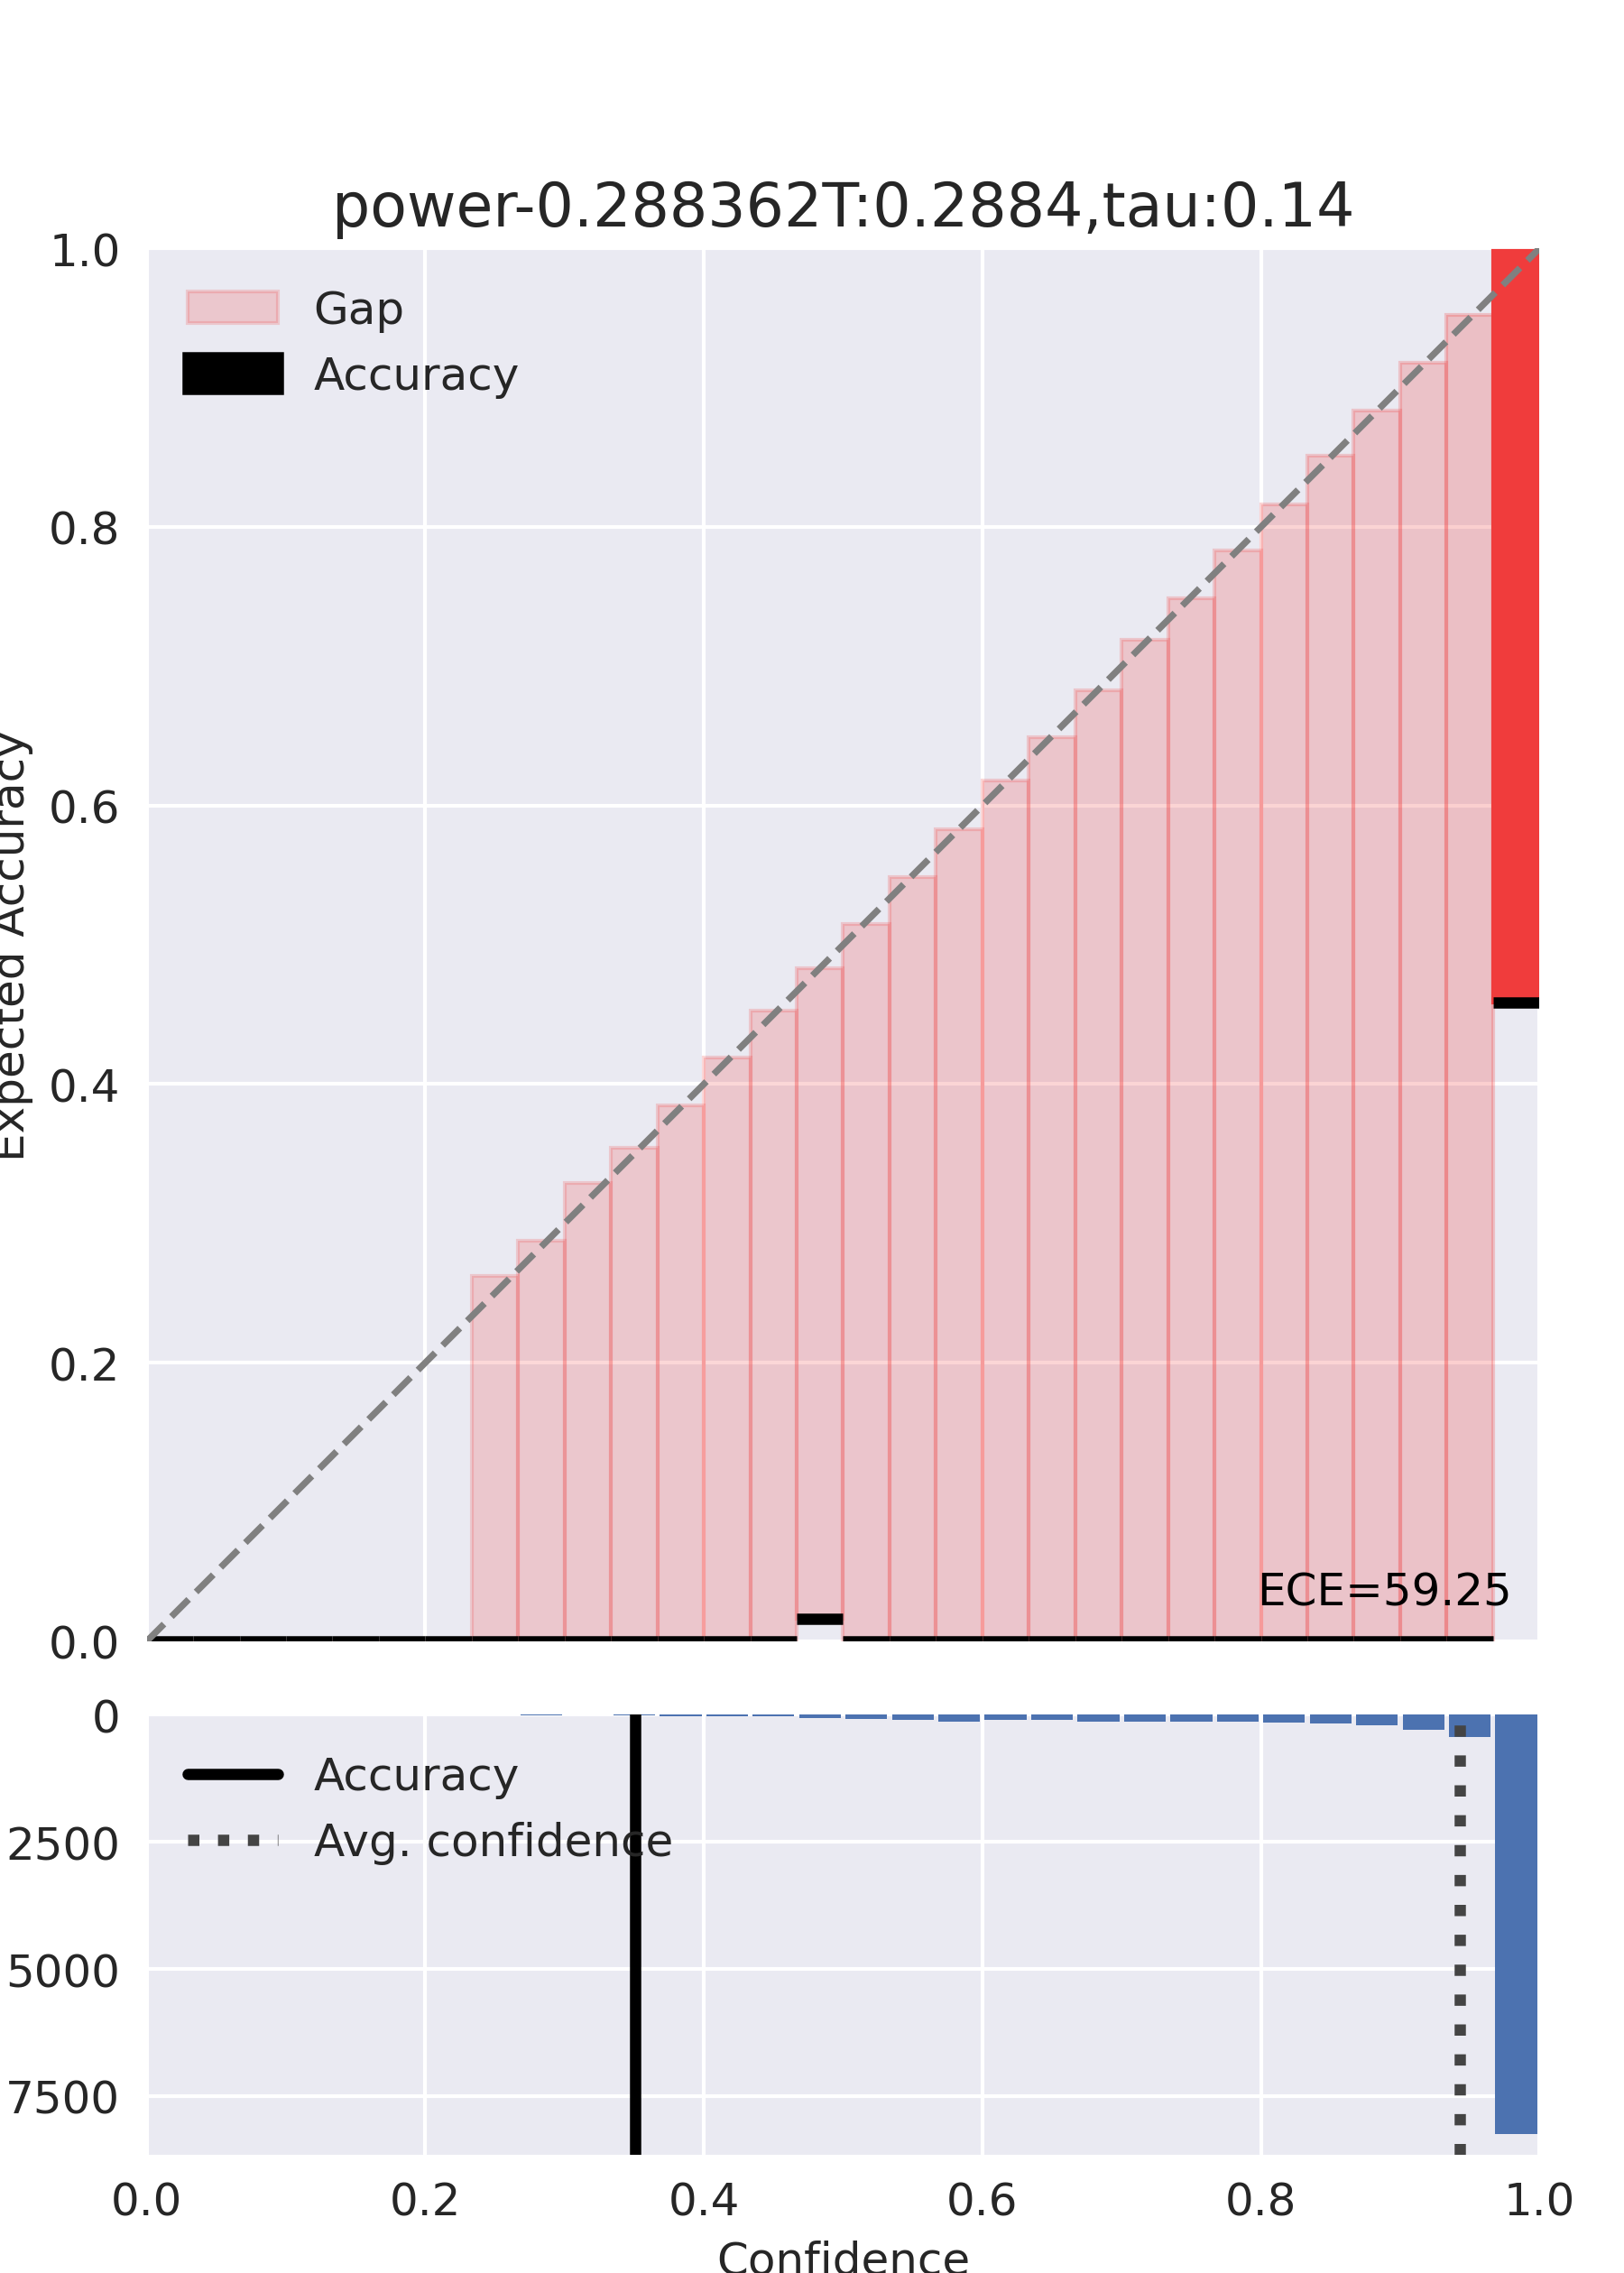 power-0.288362T:0.2884,tau:0.14
1.0
Gap
Accuracy
0.8
0.6
Expected Accuracy
0.4
0.2
ECE=59.25
0.0
0
Accuracy
Avg. confidence
2500
5000
7500
0.0 0.2 0.4 0.6 0.8 1.0
Confidence